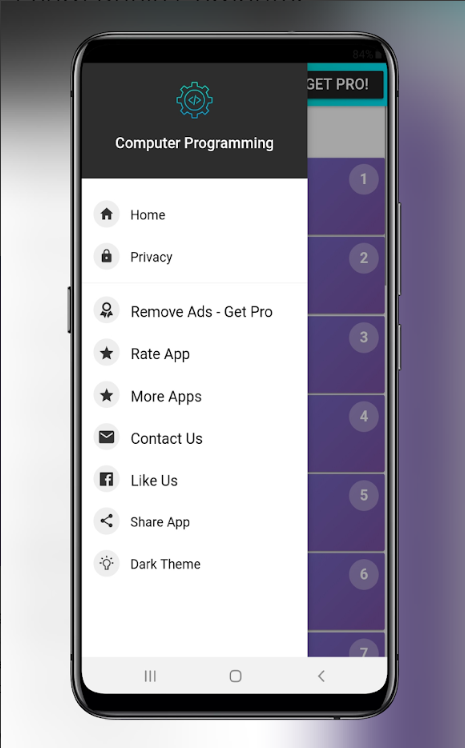 84%
GET PRO!
Computer Programming
Home
Privacy
Remove Ads - Get Pro
Rate App
More Apps
Contact Us
Like Us
Share App
Dark Theme
1
2
3
4
5
6
7